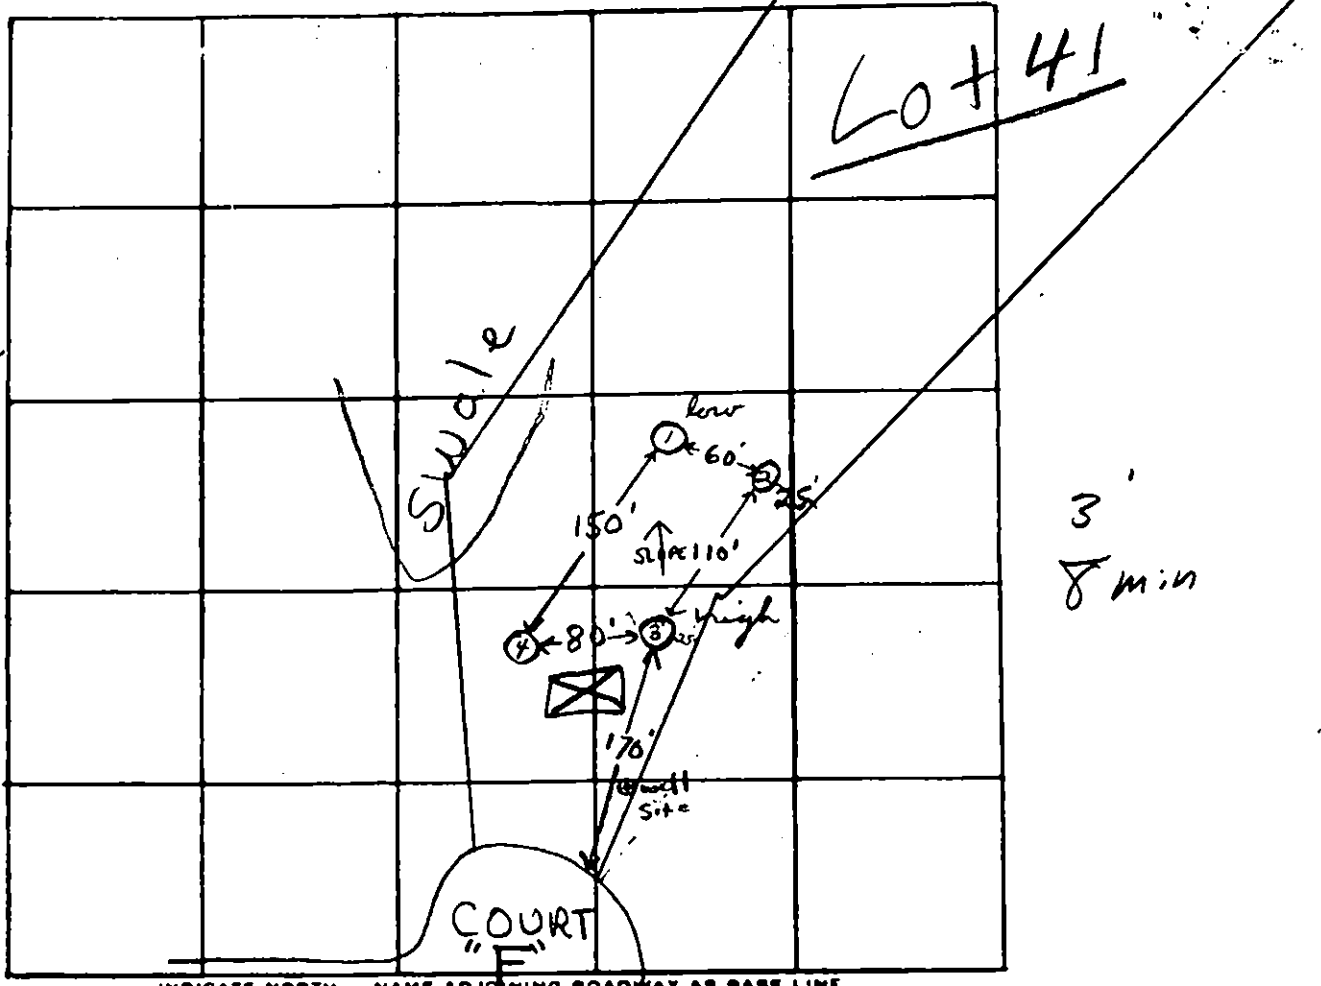 Lot 41
Swale
low
1
60'
2
25'
150'
SLOPE
110'
3'
8 min
high
4
80'
3
25'
170'
well
site
COURT
"F"
INDICATE NORTH - NAME ADJOINING ROADWAY AS BASE LINE